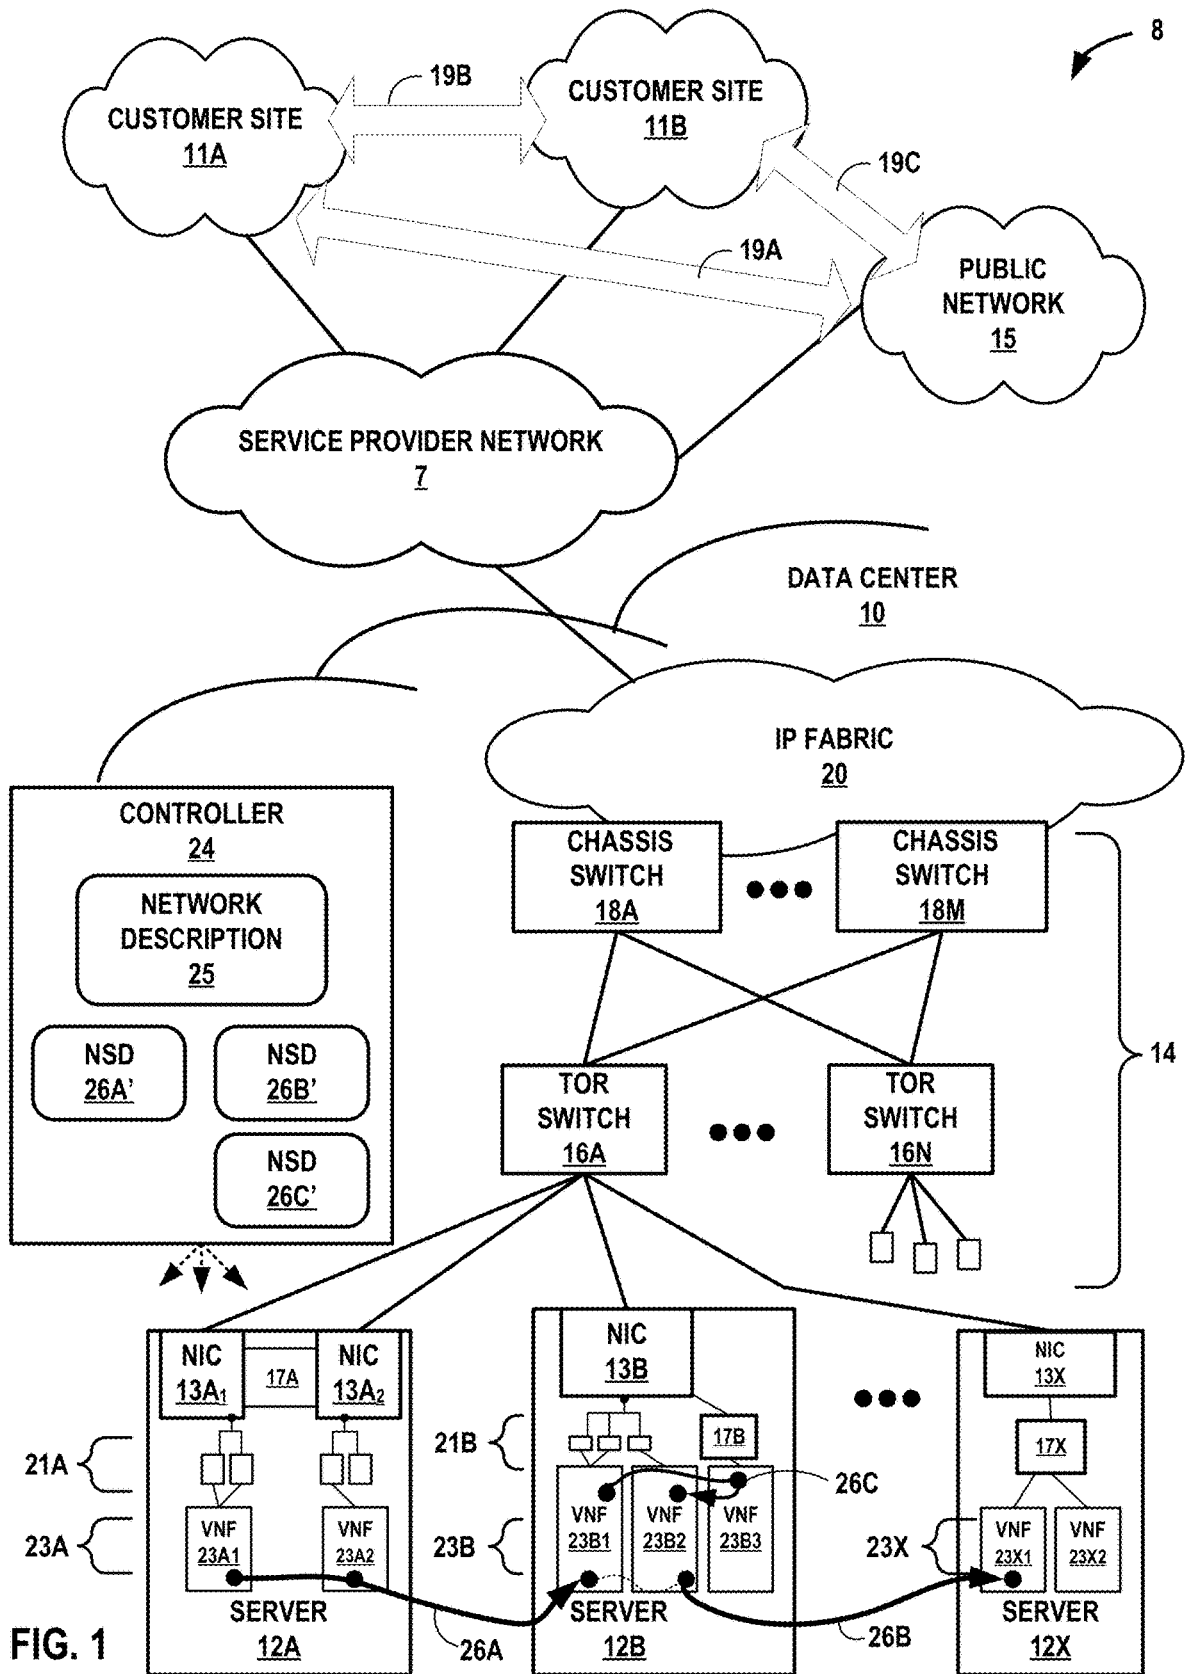 8
19B
CUSTOMER SITE
11A
CUSTOMER SITE
11B
19C
19A
PUBLIC
NETWORK
15
SERVICE PROVIDER NETWORK
7
DATA CENTER
10
IP FABRIC
20
CONTROLLER
24
NETWORK
DESCRIPTION
25
NSD
26A’
NSD
26B’
NSD
26C’
CHASSIS
SWITCH
18A
CHASSIS
SWITCH
18M
14
TOR
SWITCH
16A
TOR
SWITCH
16N
NIC
13A1
17A
NIC
13A2
NIC
13B
NIC
13X
21A
21B
17B
17X
26C
23A
VNF
23A1
VNF
23A2
23B
VNF
23B1
VNF
23B2
VNF
23B3
23X
VNF
23X1
VNF
23X2
SERVER
12A
26A
SERVER
12B
26B
SERVER
12X
FIG. 1